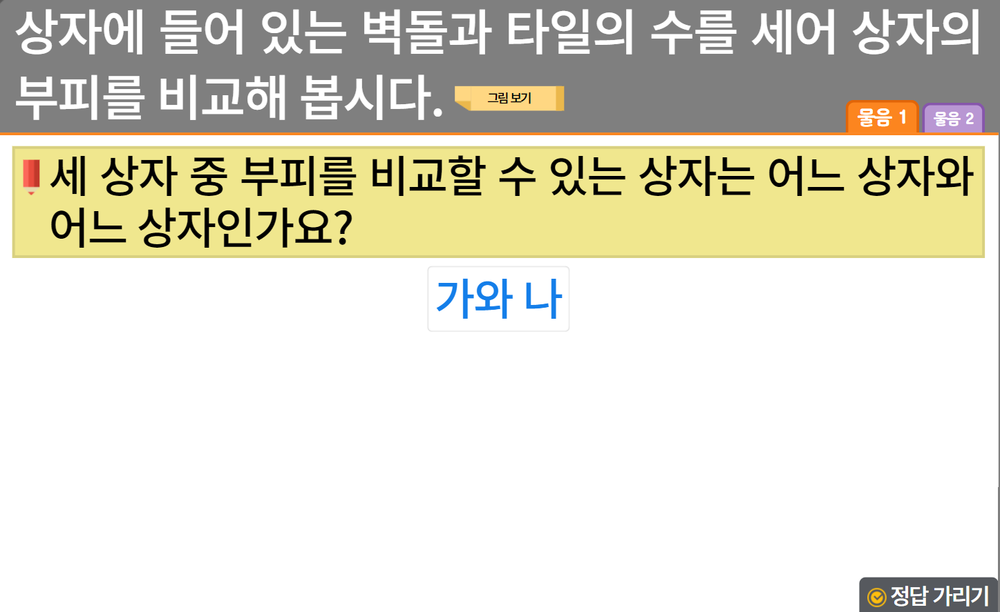 상자에 들어 있는 벽돌과 타일의 수를 세어 상자의
부피를 비교해 봅시다. 그림 보기
물음 1 물음 2
세 상자 중 부피를 비교할 수 있는 상자는 어느 상자와
어느 상자인가요?
가와 나
정답 가리기